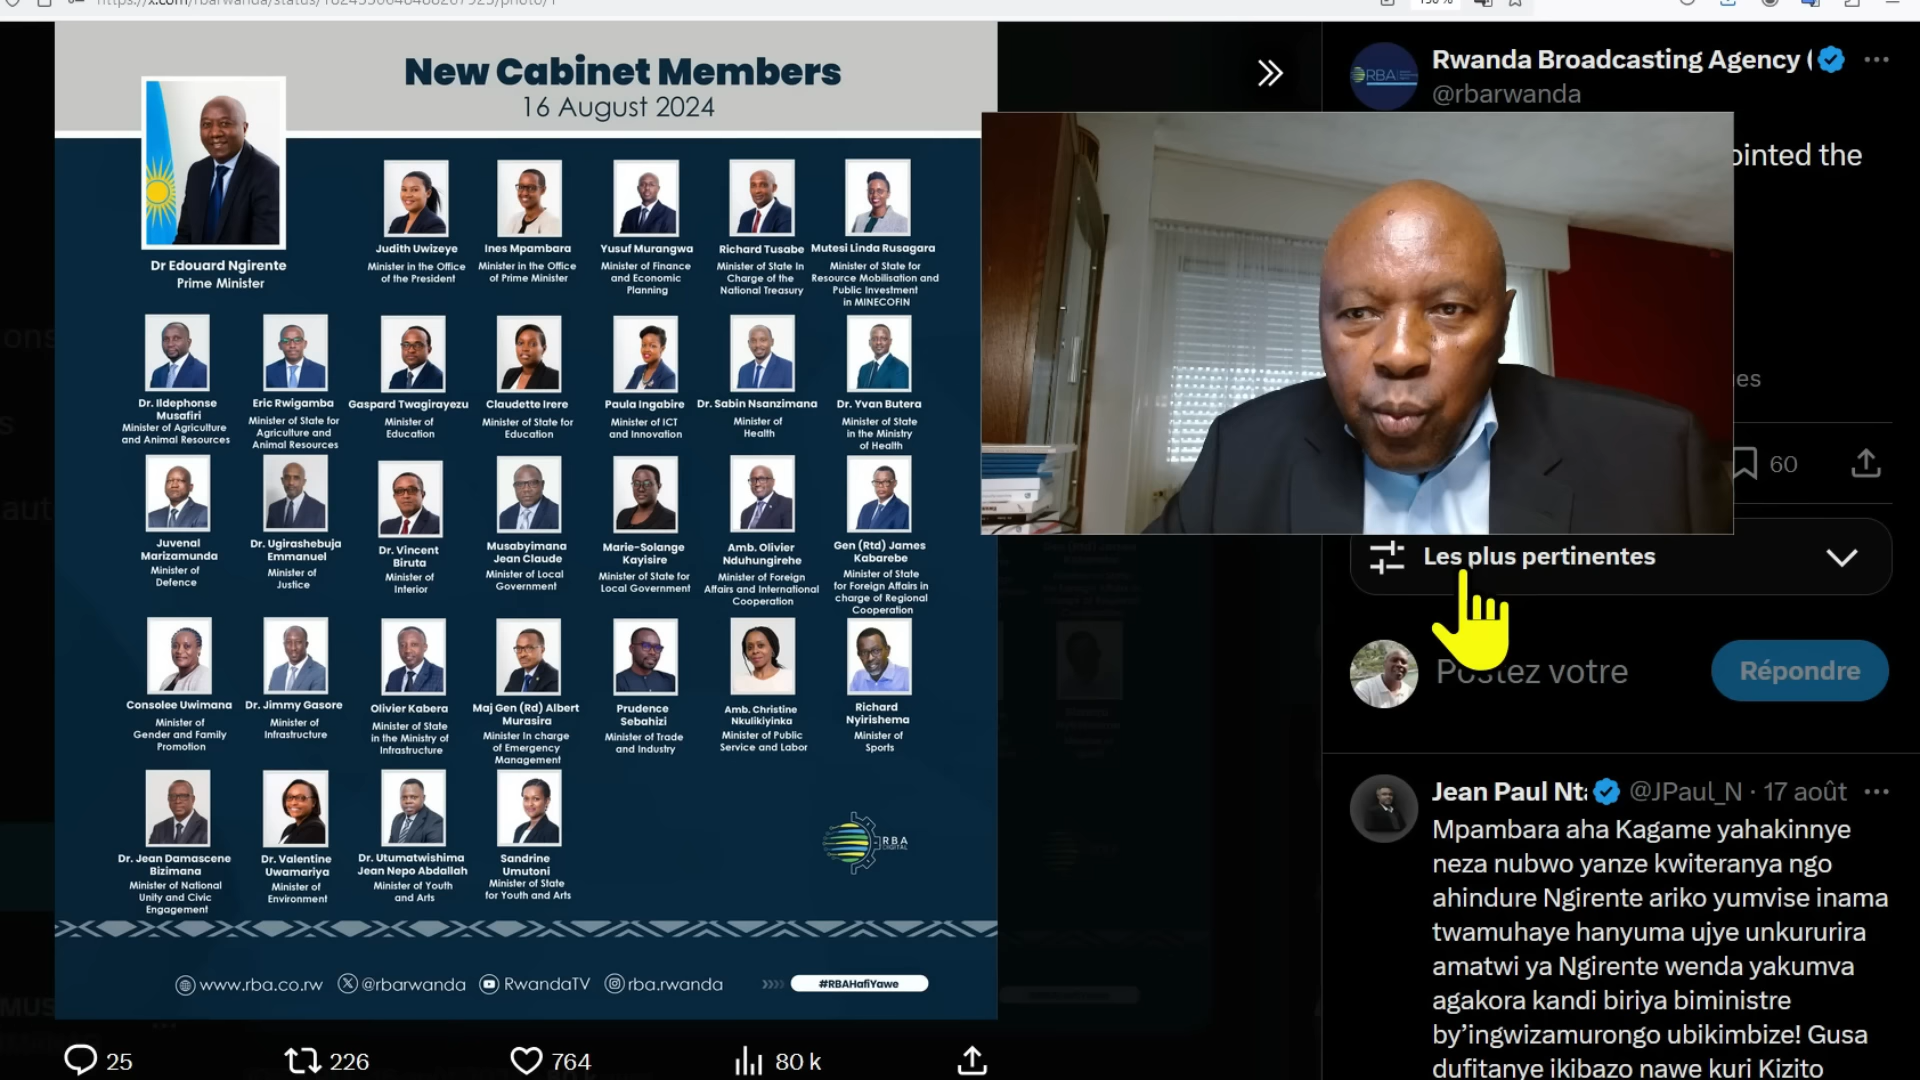 https://x.com/rbarwanda/status/
150 %
New Cabinet Members
16 August 2024
Dr Edouard Ngirente
Prime Minister
Judith Uwizeye
Minister in the Office
of the President
Ines Mpambara
Minister in the Office
of Prime Minister
Yusuf Murangwa
Minister of Finance
and Economic
Planning
Richard Tusabe
Minister of State In
Charge of the
National Treasury
Mutesi Linda Rusagara
Minister of State for
Resource Mobilisation and
Public Investment
in MINECOFIN
Dr. Ildephonse
Musafiri
Minister of Agriculture
and Animal Resources
Eric Rwigamba
Minister of State for
Agriculture and
Animal Resources
Gaspard Twagirayezu
Minister of
Education
Claudette Irere
Minister of State for
Education
Paula Ingabire
Minister of ICT
and Innovation
Dr. Sabin Nsanzimana
Minister of
Health
Dr. Yvan Butera
Minister of State
in the Ministry
of Health
Juvenal
Marizamunda
Minister of
Defence
Dr. Ugirashebuja
Emmanuel
Minister of
Justice
Dr. Vincent
Biruta
Minister of
Interior
Musabyimana
Jean Claude
Minister of Local
Government
Marie-Solange
Kayisire
Minister of State for
Local Government
Amb. Olivier
Nduhungirehe
Minister of Foreign
Affairs and International
Cooperation
Gen (Rtd) James
Kabarebe
Minister of State
for Foreign Affairs in
charge of Regional
Cooperation
Consolee Uwimana
Minister of
Gender and Family
Promotion
Dr. Jimmy Gasore
Minister of
Infrastructure
Olivier Kabera
Minister of State
in the Ministry of
Infrastructure
Maj Gen (Rd) Albert
Murasira
Minister In charge
of Emergency
Management
Prudence
Sebahizi
Minister of Trade
and Industry
Amb. Christine
Nkulikiyinka
Minister of Public
Service and Labor
Richard
Nyirishema
Minister of
Sports
Dr. Jean Damascene
Bizimana
Minister of National
Unity and Civic
Engagement
Dr. Valentine
Uwamariya
Minister of
Environment
Dr. Utumatwishima
Jean Nepo Abdallah
Minister of Youth
and Arts
Sandrine
Umutoni
Minister of State
for Youth and Arts
RBA
DIGITAL
www.rba.co.rw @rbarwanda RwandaTV rba.rwanda #RBAHafiYawe
25 226 764 80 k
RBA
Rwanda Broadcasting Agency (
@rbarwanda
ointed the
es
60
Les plus pertinentes
Postez votre
Répondre
Jean Paul Nt @JPaul_N · 17 août
Mpambara aha Kagame yahakinnye
neza nubwo yanze kwiteranya ngo
ahindure Ngirente ariko yumvise inama
twamuhaye hanyuma ujye unkururira
amatwi ya Ngirente wenda yakumva
agakora kandi biriya biministre
by’ingwizamurongo ubikimbize! Gusa
dufitanye ikibazo nawe kuri Kizito